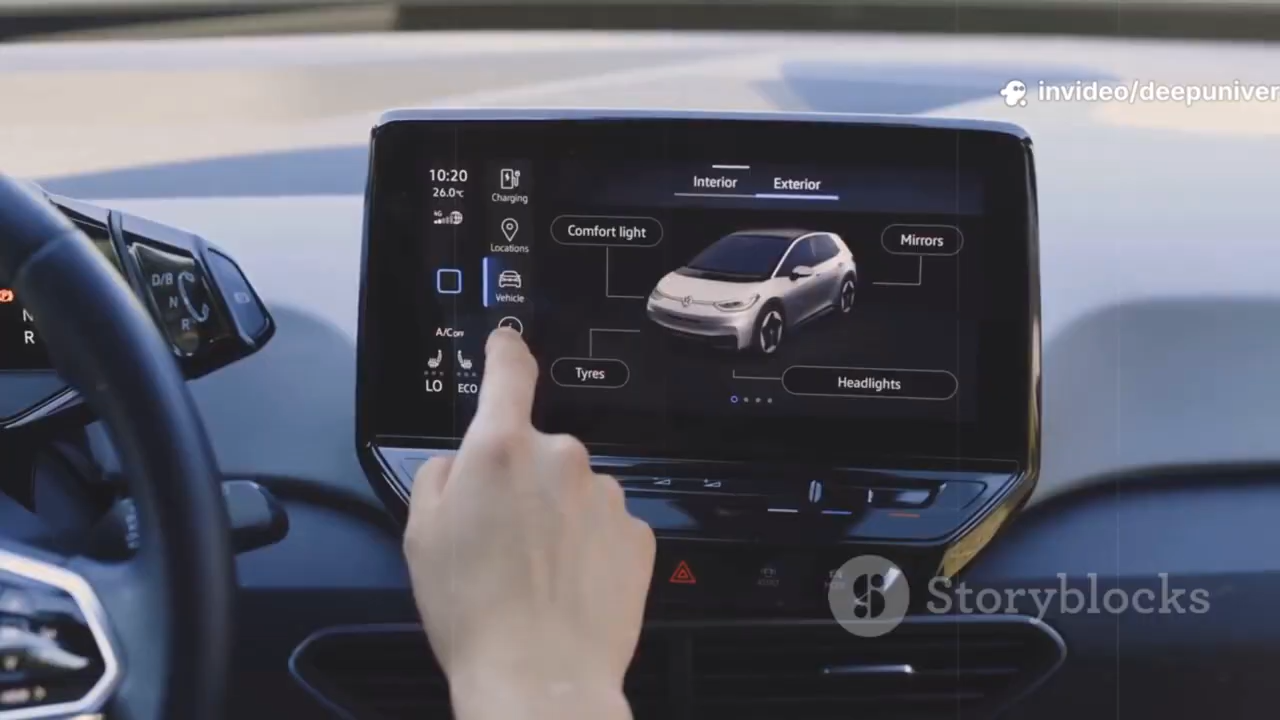 invideo/deepuniver
10:20
26.0°C
4G
Charging
Locations
Vehicle
A/C OFF
LO
ECO
Interior
Exterior
Comfort light
Mirrors
Tyres
Headlights
D/B
N
R
N
R
Storyblocks